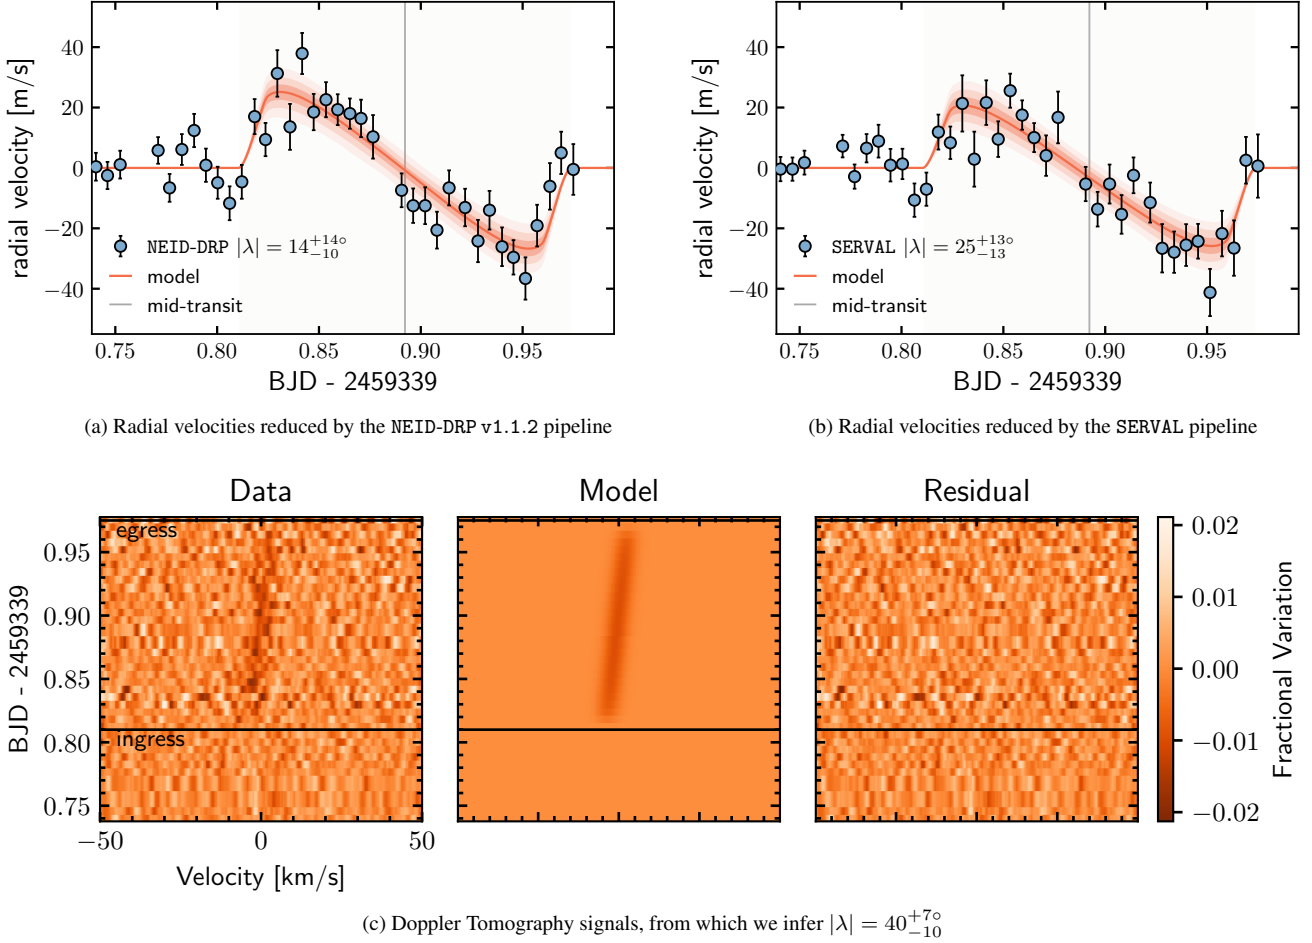 40
20
0
−20
−40
radial velocity [m/s]
NEID-DRP |λ| = 14 +14° −10
model
mid-transit
0.75 0.80 0.85 0.90 0.95
BJD - 2459339
(a) Radial velocities reduced by the NEID-DRP v1.1.2 pipeline
40
20
0
−20
−40
radial velocity [m/s]
SERVAL |λ| = 25 +13° −13
model
mid-transit
0.75 0.80 0.85 0.90 0.95
BJD - 2459339
(b) Radial velocities reduced by the SERVAL pipeline
Data Model Residual
egress
ingress
0.95
0.90
0.85
0.80
0.75
BJD - 2459339
−50 0 50
Velocity [km/s]
0.02
0.01
0.00
−0.01
−0.02
Fractional Variation
(c) Doppler Tomography signals, from which we infer |λ| = 40 +7° −10